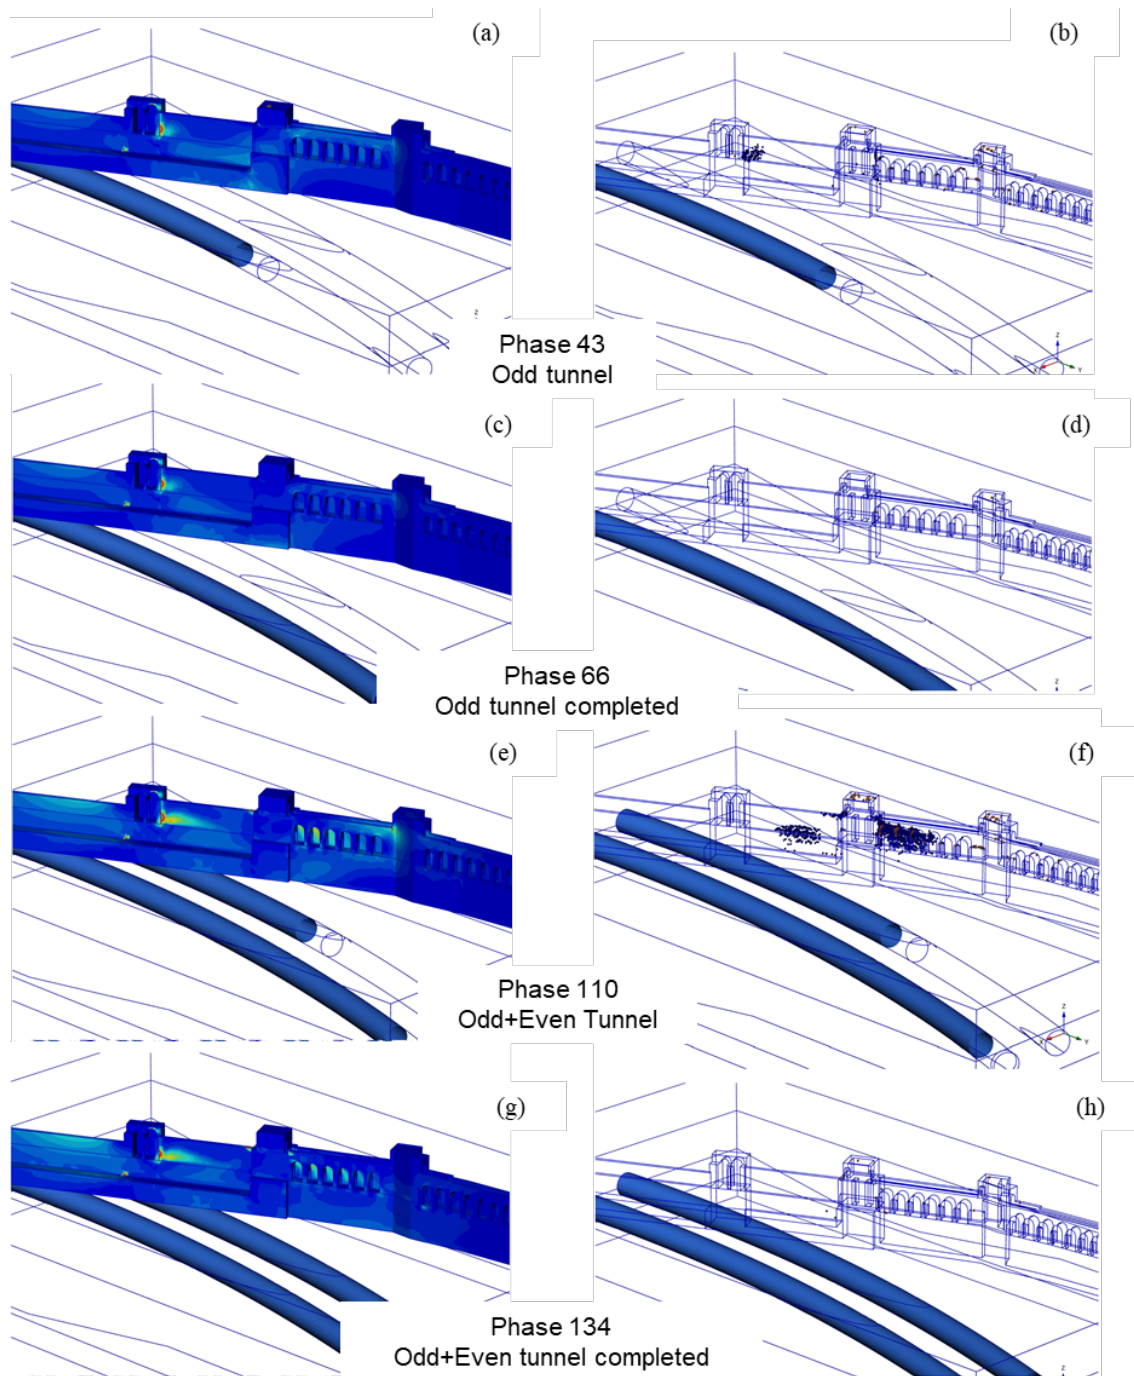 (a)
(b)
Z
Z
X
Y
Phase 43
Odd tunnel
(c)
(d)
Z
Phase 66
Odd tunnel completed
(e)
(f)
Z
X
Y
Phase 110
Odd+Even Tunnel
(g)
(h)
Z
Phase 134
Odd+Even tunnel completed